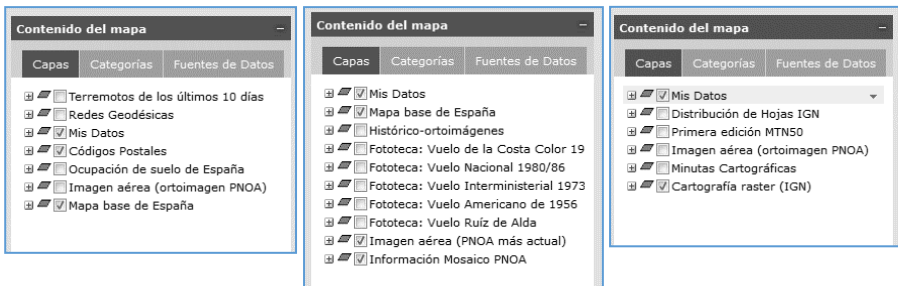 Contenido del mapa
Capas Categorías Fuentes de Datos
Terremotos de los últimos 10 días
Redes Geodésicas
Mis Datos
Códigos Postales
Ocupación de suelo de España
Imagen aérea (ortoimagen PNOA)
Mapa base de España
Contenido del mapa
Capas Categorías Fuentes de Datos
Mis Datos
Mapa base de España
Histórico-ortoimágenes
Fototeca: Vuelo de la Costa Color 19
Fototeca: Vuelo Nacional 1980/86
Fototeca: Vuelo Interministerial 1973
Fototeca: Vuelo Americano de 1956
Fototeca: Vuelo Ruíz de Alda
Imagen aérea (PNOA más actual)
Información Mosaico PNOA
Contenido del mapa
Capas Categorías Fuentes de Datos
Mis Datos
Distribución de Hojas IGN
Primera edición MTN50
Imagen aérea (ortoimagen PNOA)
Minutas Cartográficas
Cartografía raster (IGN)